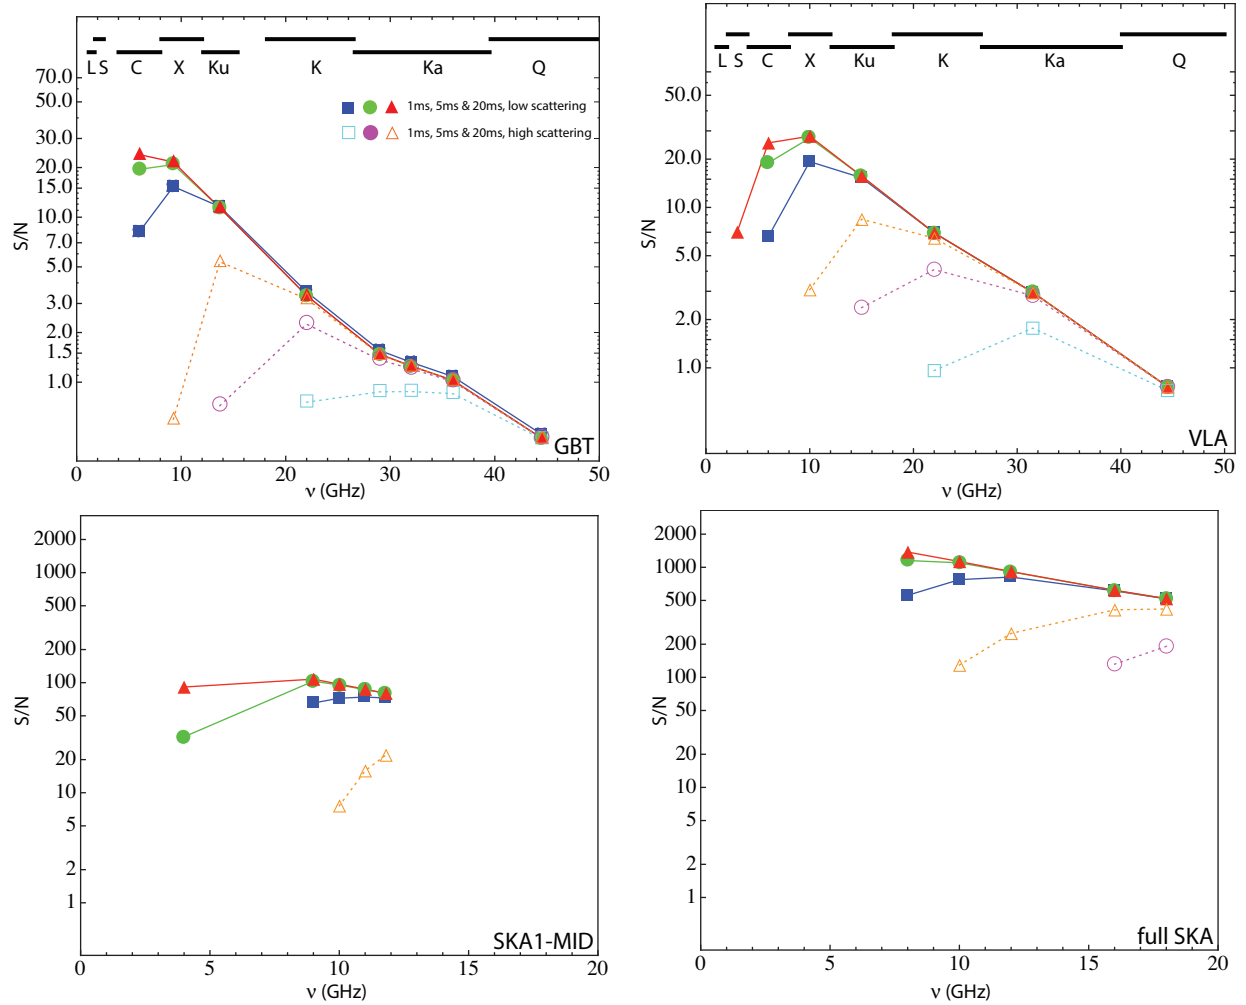 L S C X Ku K Ka Q
70.0
50.0
30.0
20.0
15.0
10.0
7.0
5.0
3.0
2.0
1.5
1.0
S/N
1ms, 5ms & 20ms, low scattering
1ms, 5ms & 20ms, high scattering
GBT
0 10 20 30 40 50
ν (GHz)
L S C X Ku K Ka Q
50.0
20.0
10.0
5.0
2.0
1.0
S/N
VLA
0 10 20 30 40 50
ν (GHz)
2000
1000
500
200
100
50
20
10
5
2
1
S/N
SKA1-MID
0 5 10 15 20
ν (GHz)
2000
1000
500
200
100
50
20
10
5
2
1
S/N
full SKA
0 5 10 15 20
ν (GHz)